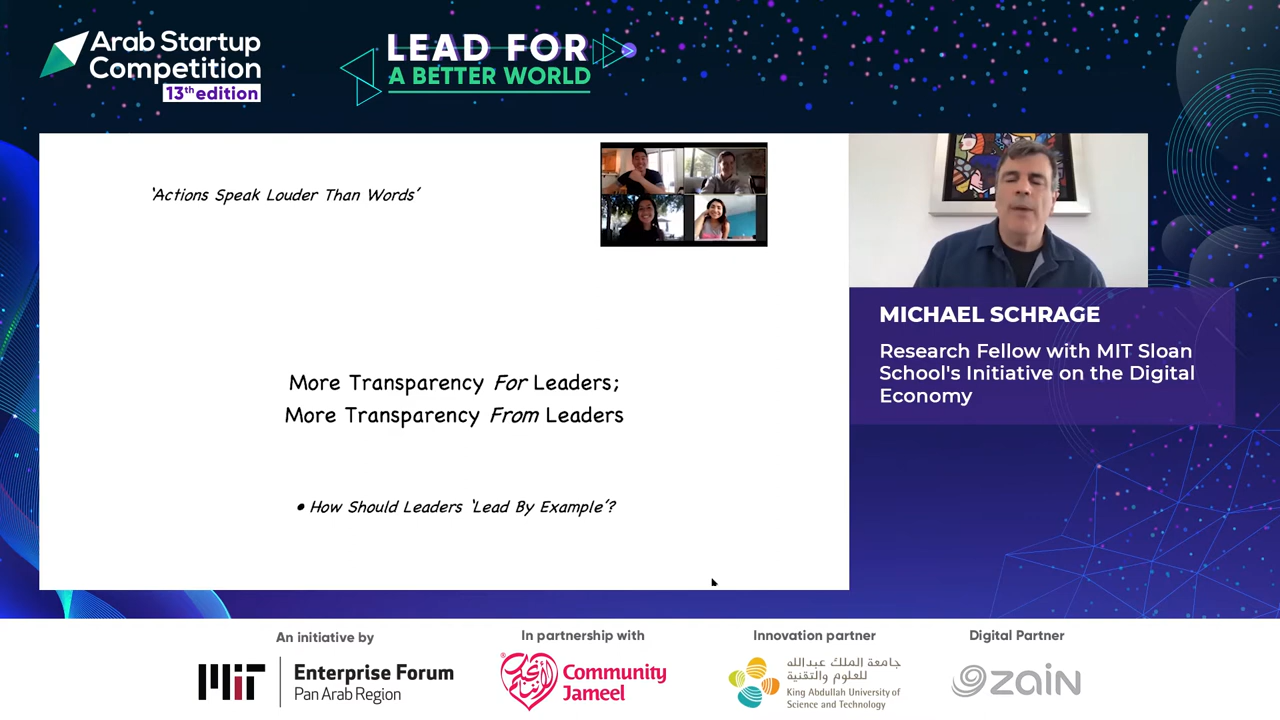 Arab Startup
Competition
13th edition
LEAD FOR
A BETTER WORLD
‘Actions Speak Louder Than Words’
More Transparency For Leaders;
More Transparency From Leaders
• How Should Leaders ‘Lead By Example’?
MICHAEL SCHRAGE
Research Fellow with MIT Sloan
School's Initiative on the Digital
Economy
An initiative by
MIT
Enterprise Forum
Pan Arab Region
In partnership with
Community
Jameel
Innovation partner
جامعة الملك عبدالله
للعلوم والتقنية
King Abdullah University of
Science and Technology
Digital Partner
zain